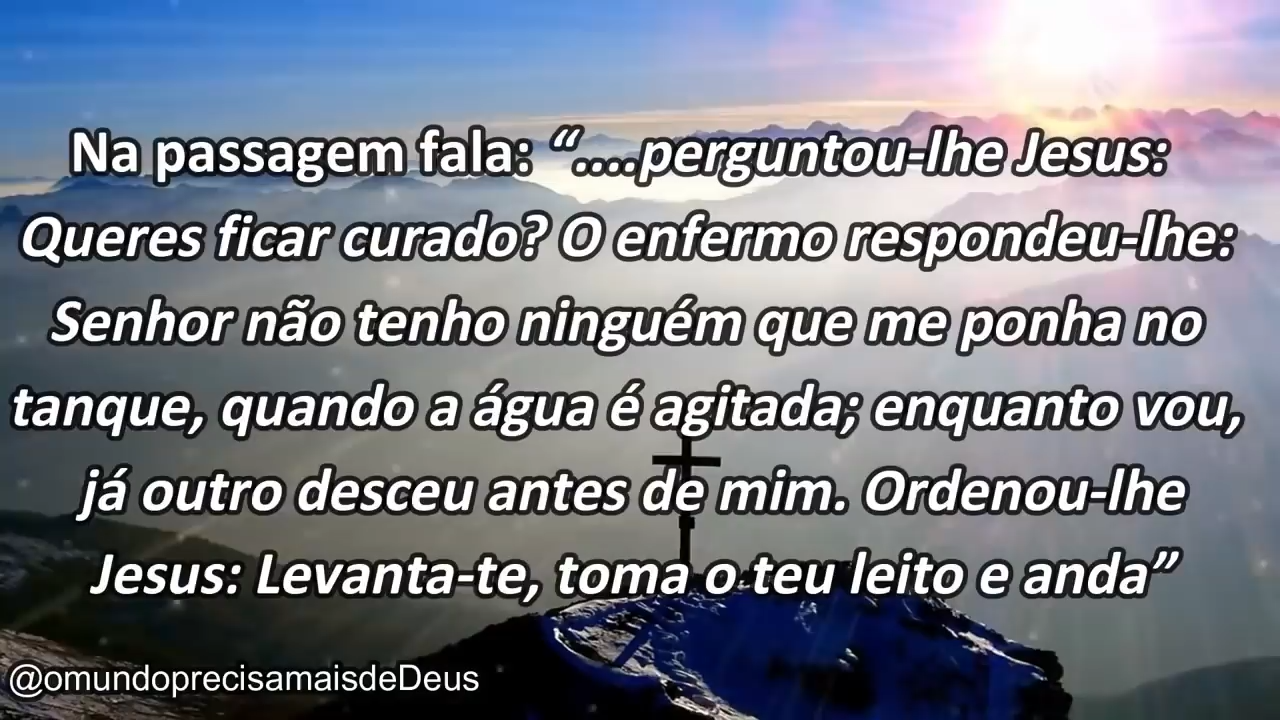 Na passagem fala: “....perguntou-lhe Jesus:
Queres ficar curado? O enfermo respondeu-lhe:
Senhor não tenho ninguém que me ponha no
tanque, quando a água é agitada; enquanto vou,
já outro desceu antes de mim. Ordenou-lhe
Jesus: Levanta-te, toma o teu leito e anda”
@omundoprecisamaisdeDeus